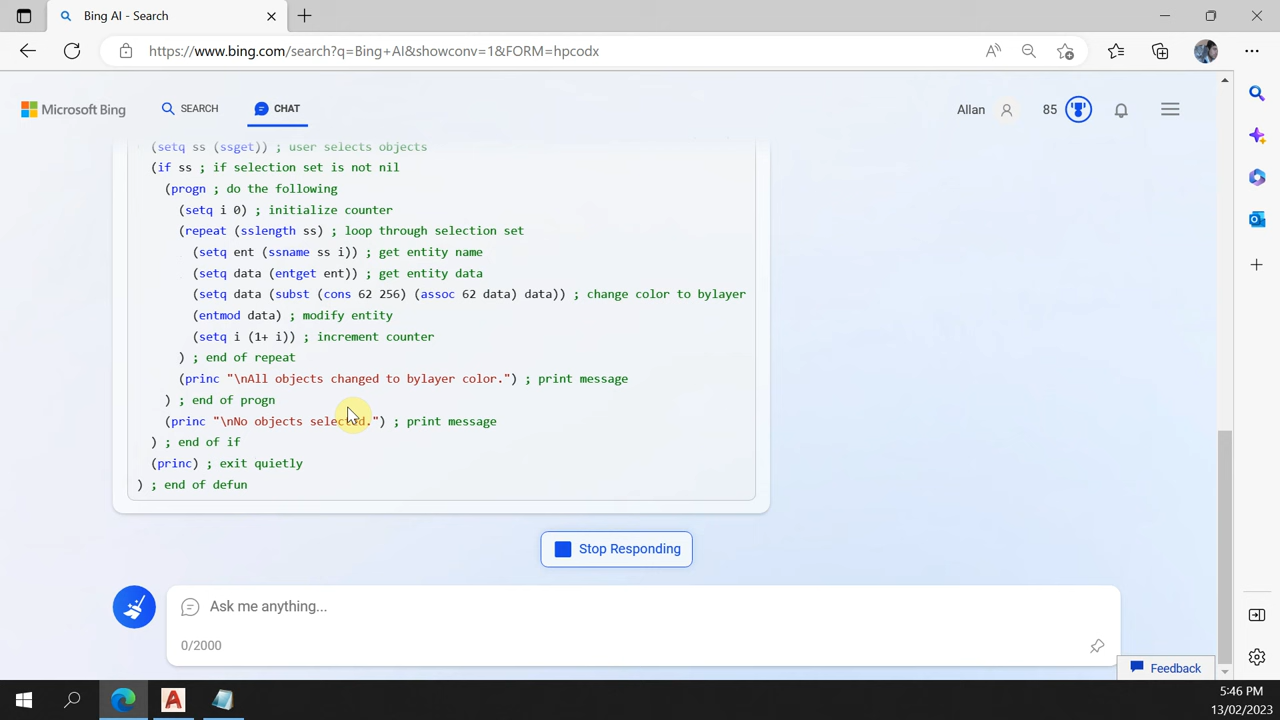 Bing AI - Search
https://www.bing.com/search?q=Bing+AI&showconv=1&FORM=hpcodx
Microsoft Bing
SEARCH
CHAT
Allan
85
(setq ss (ssget)) ; user selects objects
(if ss ; if selection set is not nil
(progn ; do the following
(setq i 0) ; initialize counter
(repeat (sslength ss) ; loop through selection set
(setq ent (ssname ss i)) ; get entity name
(setq data (entget ent)) ; get entity data
(setq data (subst (cons 62 256) (assoc 62 data) data)) ; change color to bylayer
(entmod data) ; modify entity
(setq i (1+ i)) ; increment counter
) ; end of repeat
(princ "\nAll objects changed to bylayer color.") ; print message
) ; end of progn
(princ "\nNo objects selected.") ; print message
) ; end of if
(princ) ; exit quietly
) ; end of defun
Stop Responding
Ask me anything...
0/2000
Feedback
5:46 PM
13/02/2023